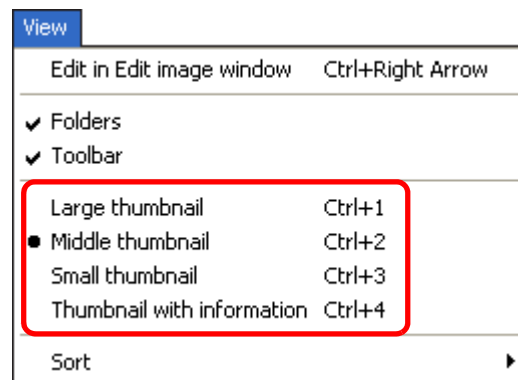 View
Edit in Edit image window Ctrl+Right Arrow
Folders
Toolbar
Large thumbnail Ctrl+1
Middle thumbnail Ctrl+2
Small thumbnail Ctrl+3
Thumbnail with information Ctrl+4
Sort